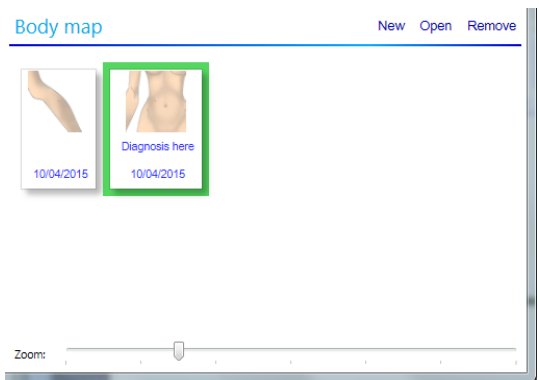 Body map
New Open Remove
Diagnosis here
10/04/2015 10/04/2015
Zoom: